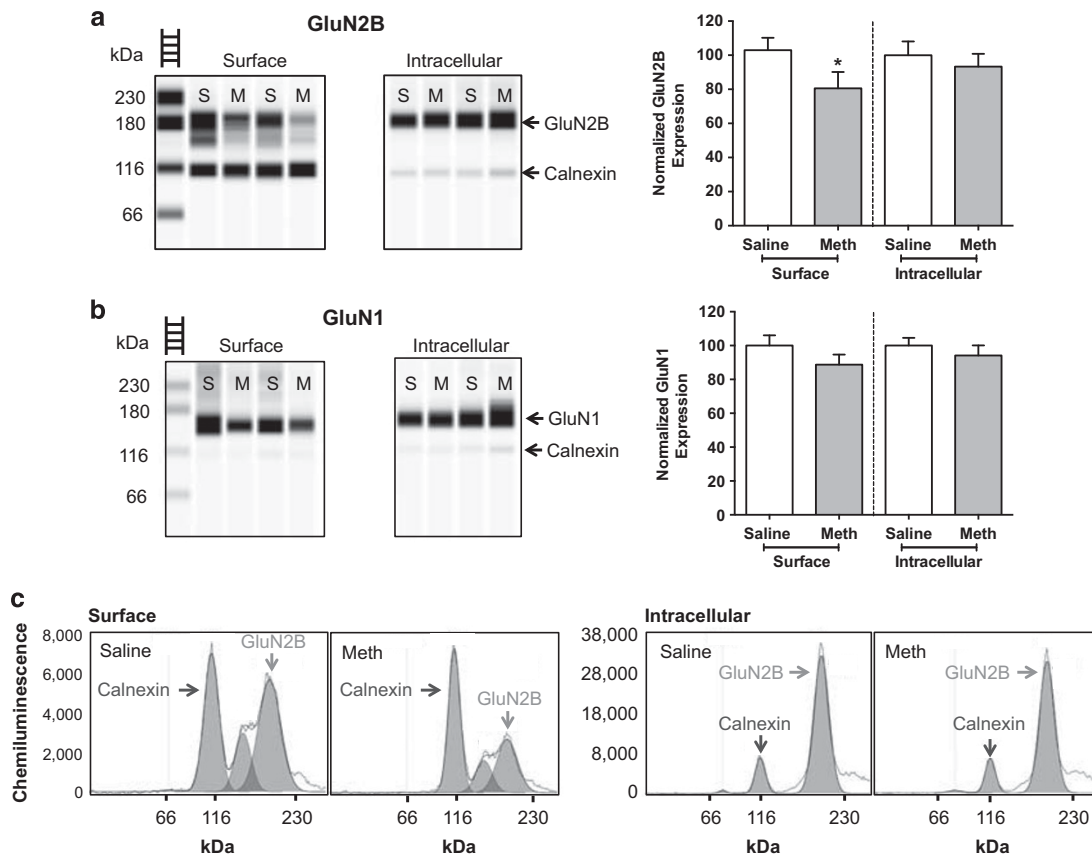 a
GluN2B
kDa
Surface
Intracellular
230
180
116
66
S M S M
S M S M
GluN2B
Calnexin
Normalized GluN2B
Expression
120
100
80
60
40
20
0
*
Saline Meth Saline Meth
Surface Intracellular
b
GluN1
kDa
Surface
Intracellular
230
180
116
66
S M S M
S M S M
GluN1
Calnexin
Normalized GluN1
Expression
120
100
80
60
40
20
0
Saline Meth Saline Meth
Surface Intracellular
c
Surface
Chemiluminescence
8,000
6,000
4,000
2,000
0
Saline
GluN2B
Calnexin
66 116 230
kDa
Meth
Calnexin
GluN2B
66 116 230
kDa
Intracellular
38,000
28,000
18,000
8,000
0
Saline
GluN2B
Calnexin
66 116 230
kDa
Meth
GluN2B
Calnexin
66 116 230
kDa